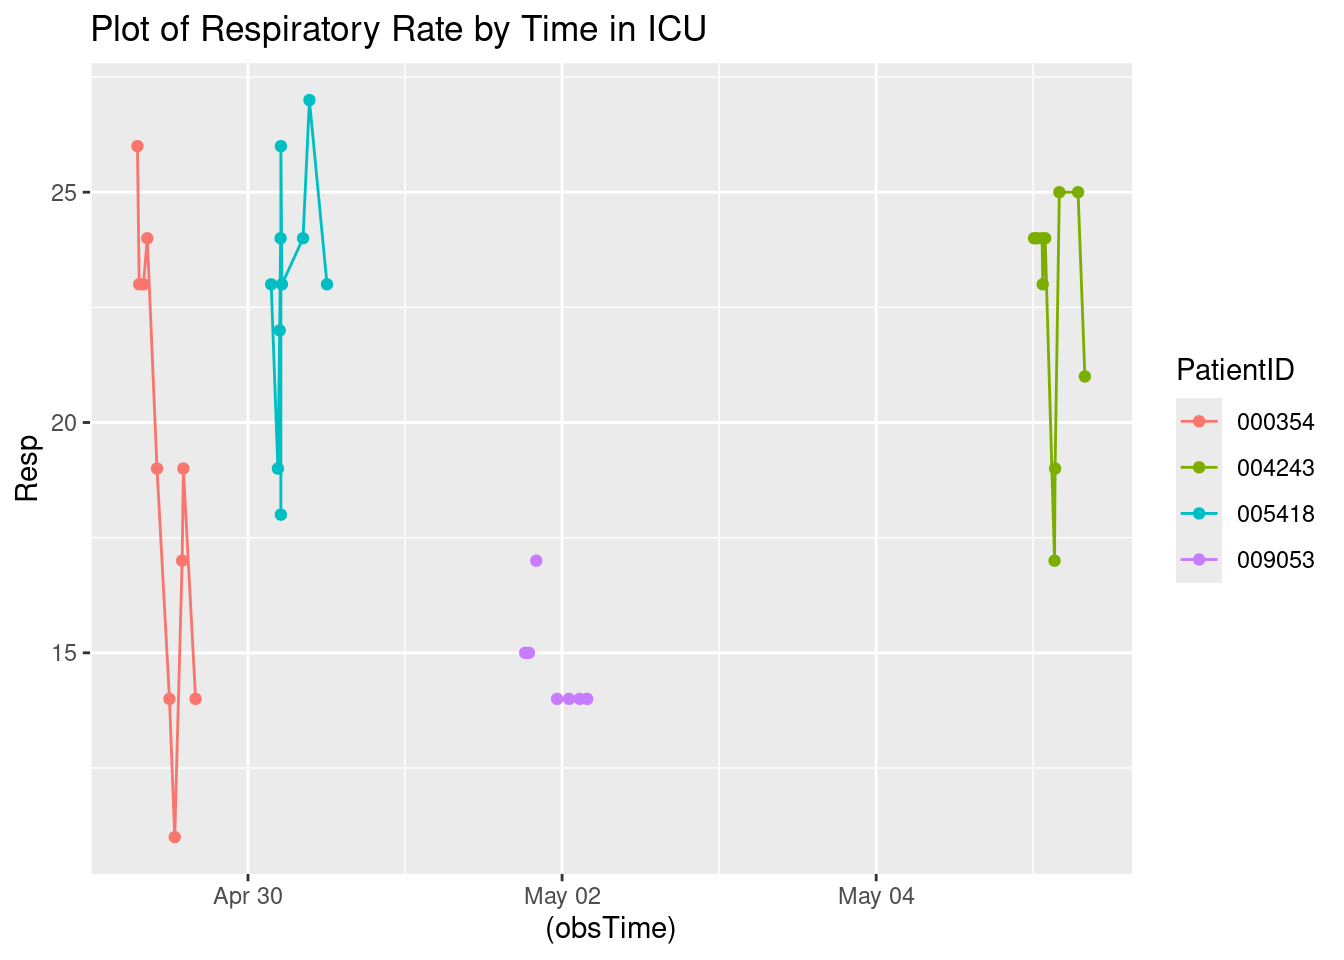 Plot of Respiratory Rate by Time in ICU
25
20
15
Resp
Apr 30
May 02
May 04
(obsTime)
PatientID
000354
004243
005418
009053